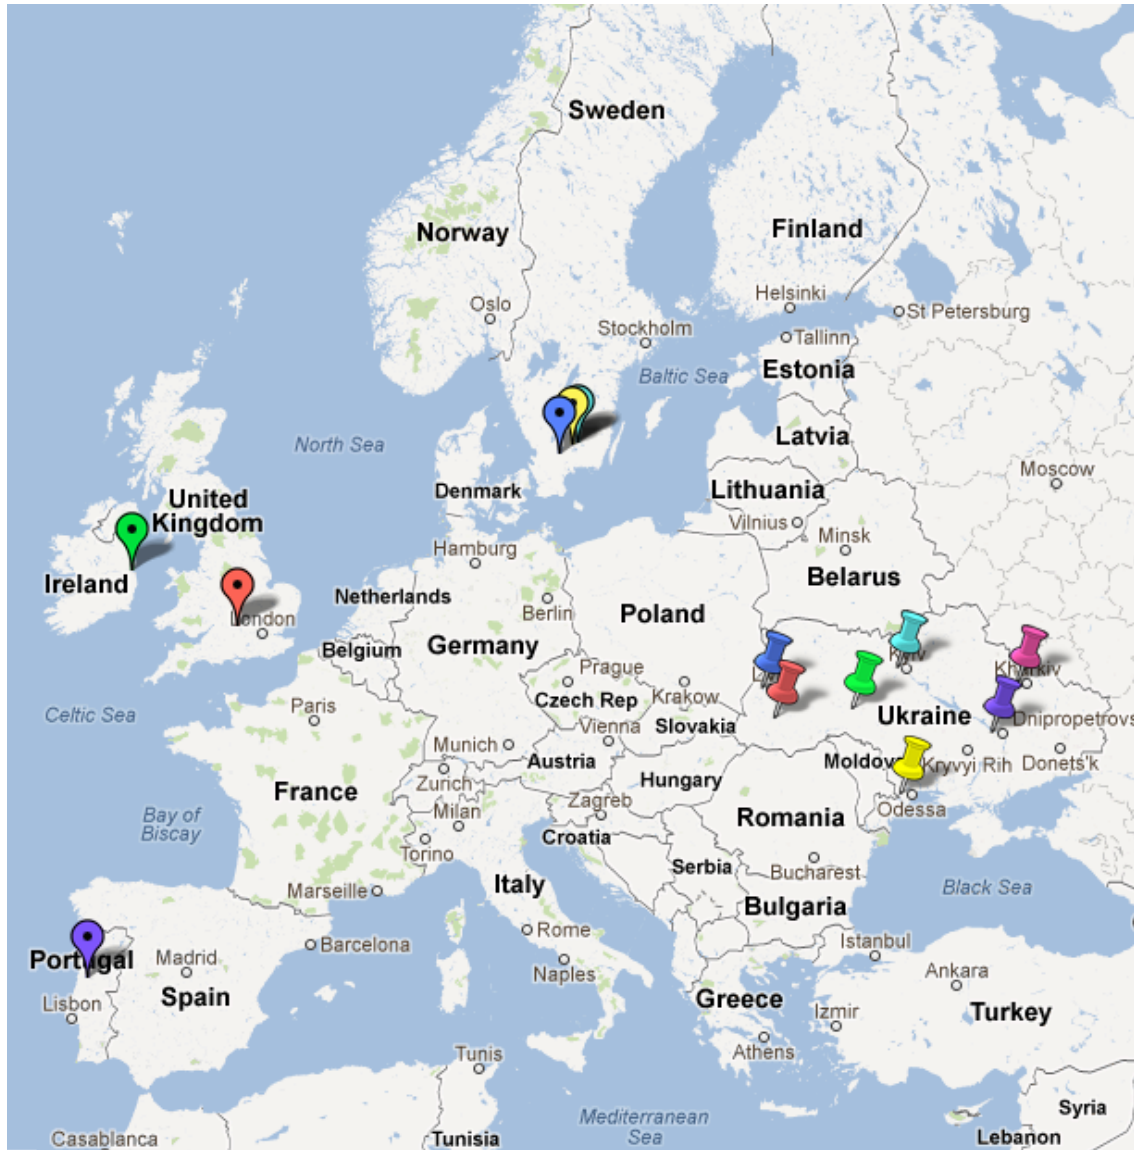 Sweden
Norway
Finland
Oslo
Helsinki
St Petersburg
Stockholm
Tallinn
Baltic Sea
Estonia
North Sea
Latvia
Moscow
Denmark
Lithuania
United
Kingdom
Vilnius
Minsk
Hamburg
Belarus
Ireland
Netherlands
Berlin
Poland
London
Germany
Belgium
Kyiv
Prague
Czech Rep
Krakow
Paris
Celtic Sea
Ukraine
Dnipropetrovs
Slovakia
Vienna
Munich
Austria
Kryvyi Rih
Donets'k
Hungary
Zurich
France
Zagreb
Odessa
Milan
Bay of
Biscay
Romania
Croatia
Torino
Serbia
Bucharest
Italy
Marseille
Black Sea
Bulgaria
Rome
Istanbul
Barcelona
Madrid
Portugal
Naples
Ankara
Spain
Greece
Lisbon
Izmir
Turkey
Athens
Tunis
Syria
Mediterranean
Sea
Casablanca
Tunisia
Lebanon